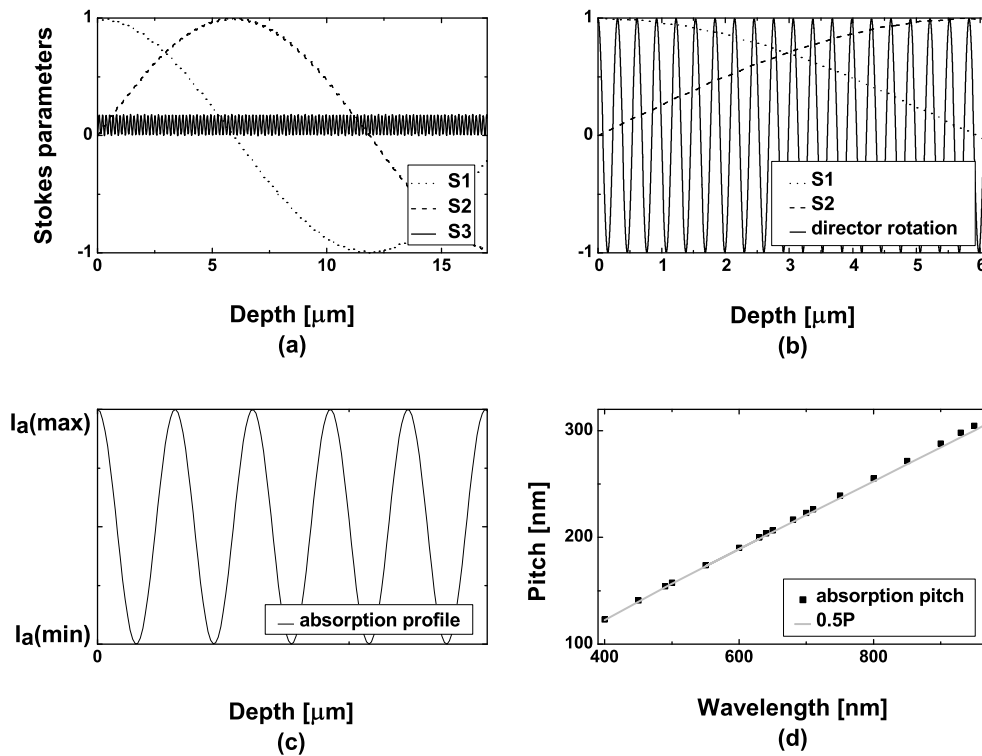 1
0
-1
Stokes parameters
0 5 10 15
S1
S2
S3
Depth [μm]
(a)
1
0
-1
0 1 2 3 4 5 6
S1
S2
director rotation
Depth [μm]
(b)
Ia(max)
Ia(min)
0
absorption profile
Depth [μm]
(c)
300
200
100
Pitch [nm]
400 600 800
absorption pitch
0.5P
Wavelength [nm]
(d)